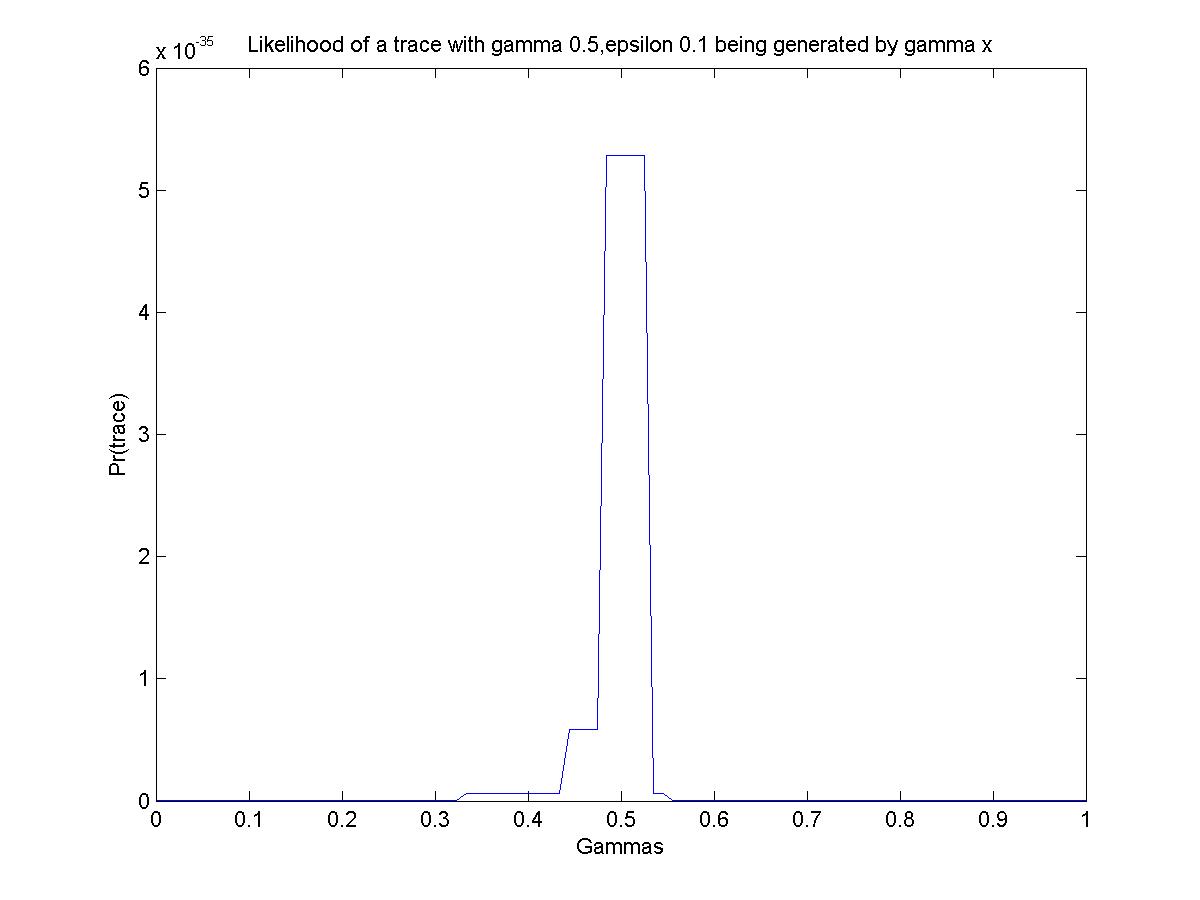 x 10^-35
Likelihood of a trace with gamma 0.5,epsilon 0.1 being generated by gamma x
6
5
4
3
2
1
0
Pr(trace)
0 0.1 0.2 0.3 0.4 0.5 0.6 0.7 0.8 0.9 1
Gammas